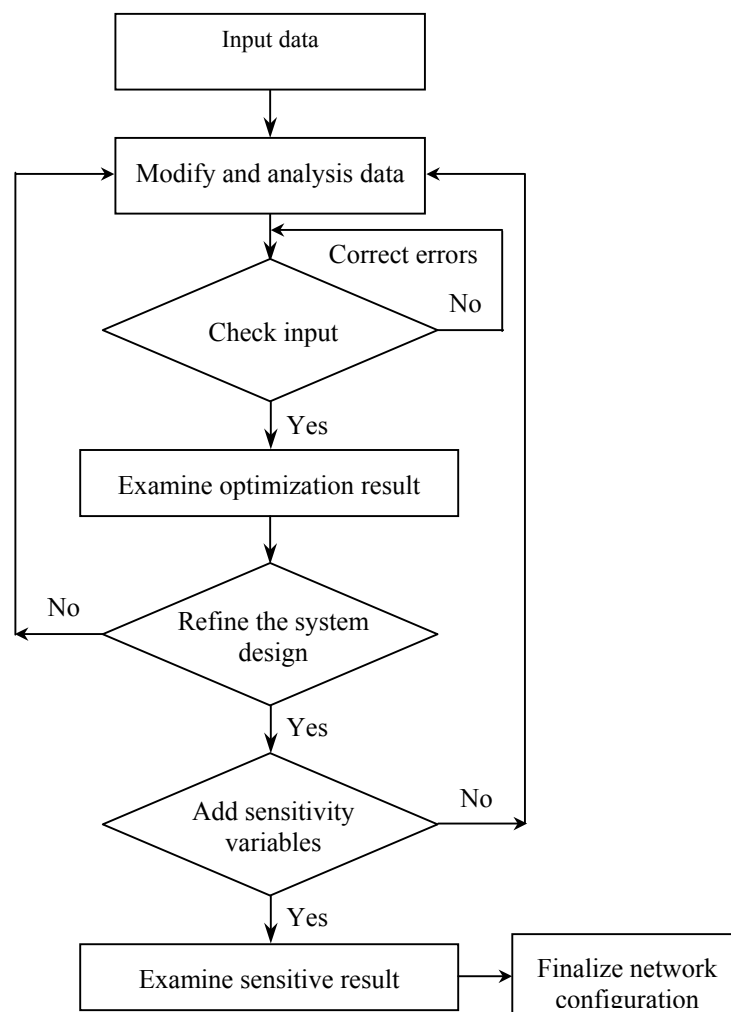 Input data
Modify and analysis data
Correct errors
No
Check input
Yes
Examine optimization result
No
Refine the system
design
Yes
Add sensitivity
variables
No
Yes
Examine sensitive result
Finalize network
configuration